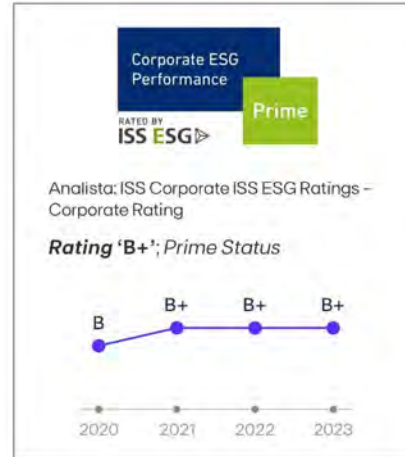 Corporate ESG
Performance
Prime
RATED BY
ISS ESG
Analista: ISS Corporate ISS ESG Ratings –
Corporate Rating
Rating ‘B+’; Prime Status
B B+ B+ B+
2020 2021 2022 2023